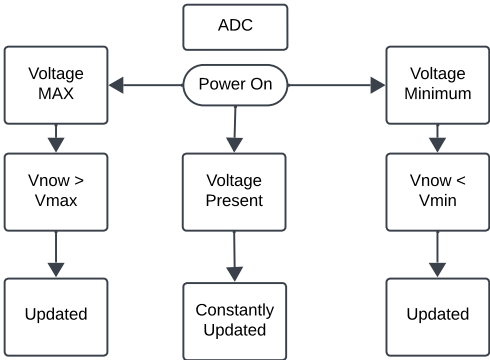 ADC
Power On
Voltage
MAX
Voltage
Minimum
Vnow >
Vmax
Voltage
Present
Vnow <
Vmin
Updated
Constantly
Updated
Updated